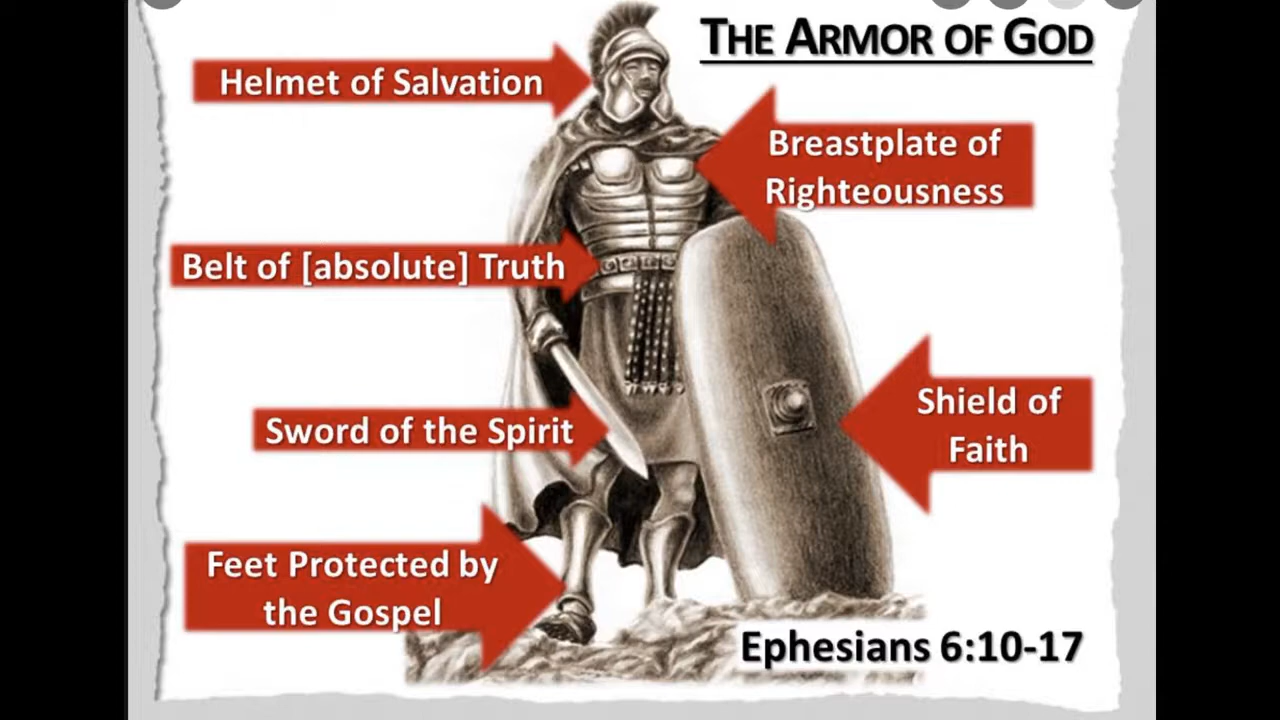 THE ARMOR OF GOD
Helmet of Salvation
Breastplate of
Righteousness
Belt of [absolute] Truth
Sword of the Spirit
Shield of
Faith
Feet Protected by
the Gospel
Ephesians 6:10-17